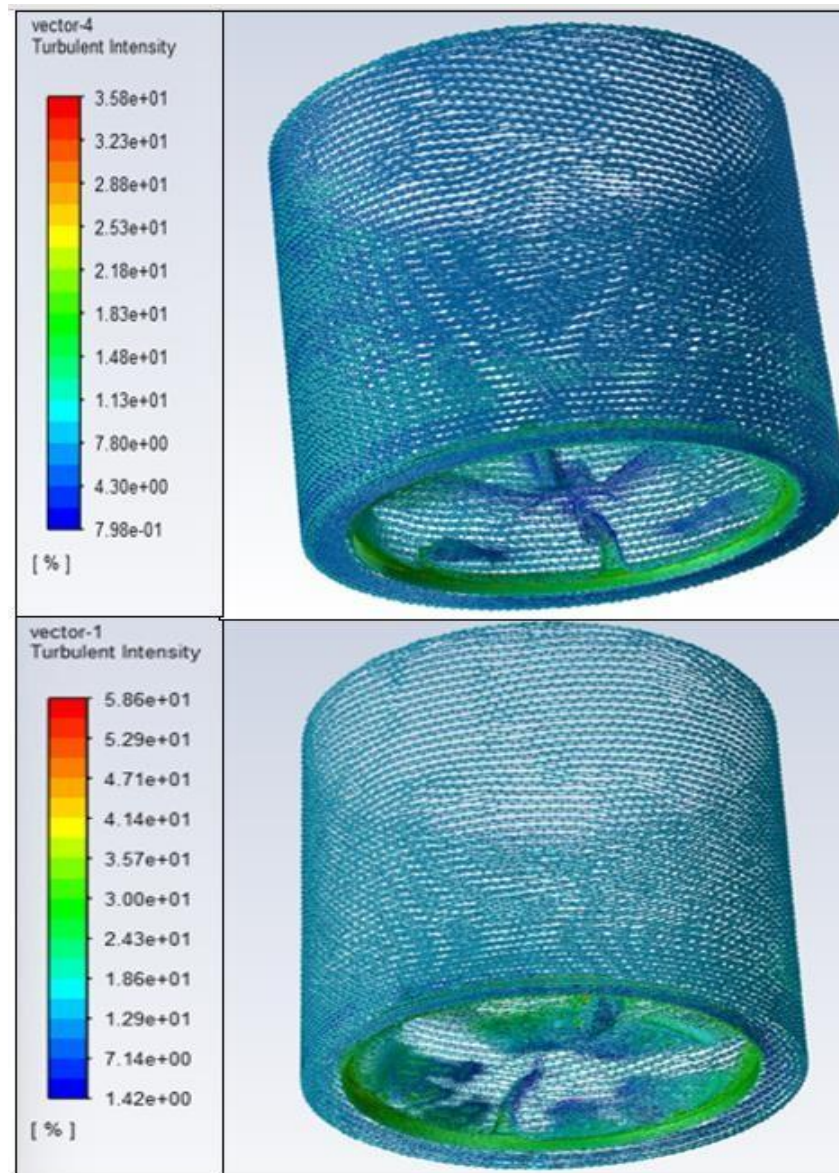 vector-4
Turbulent Intensity
3.58e+01
3.23e+01
2.88e+01
2.53e+01
2.18e+01
1.83e+01
1.48e+01
1.13e+01
7.80e+00
4.30e+00
7.98e-01
[ % ]
vector-1
Turbulent Intensity
5.86e+01
5.29e+01
4.71e+01
4.14e+01
3.57e+01
3.00e+01
2.43e+01
1.86e+01
1.29e+01
7.14e+00
1.42e+00
[ % ]